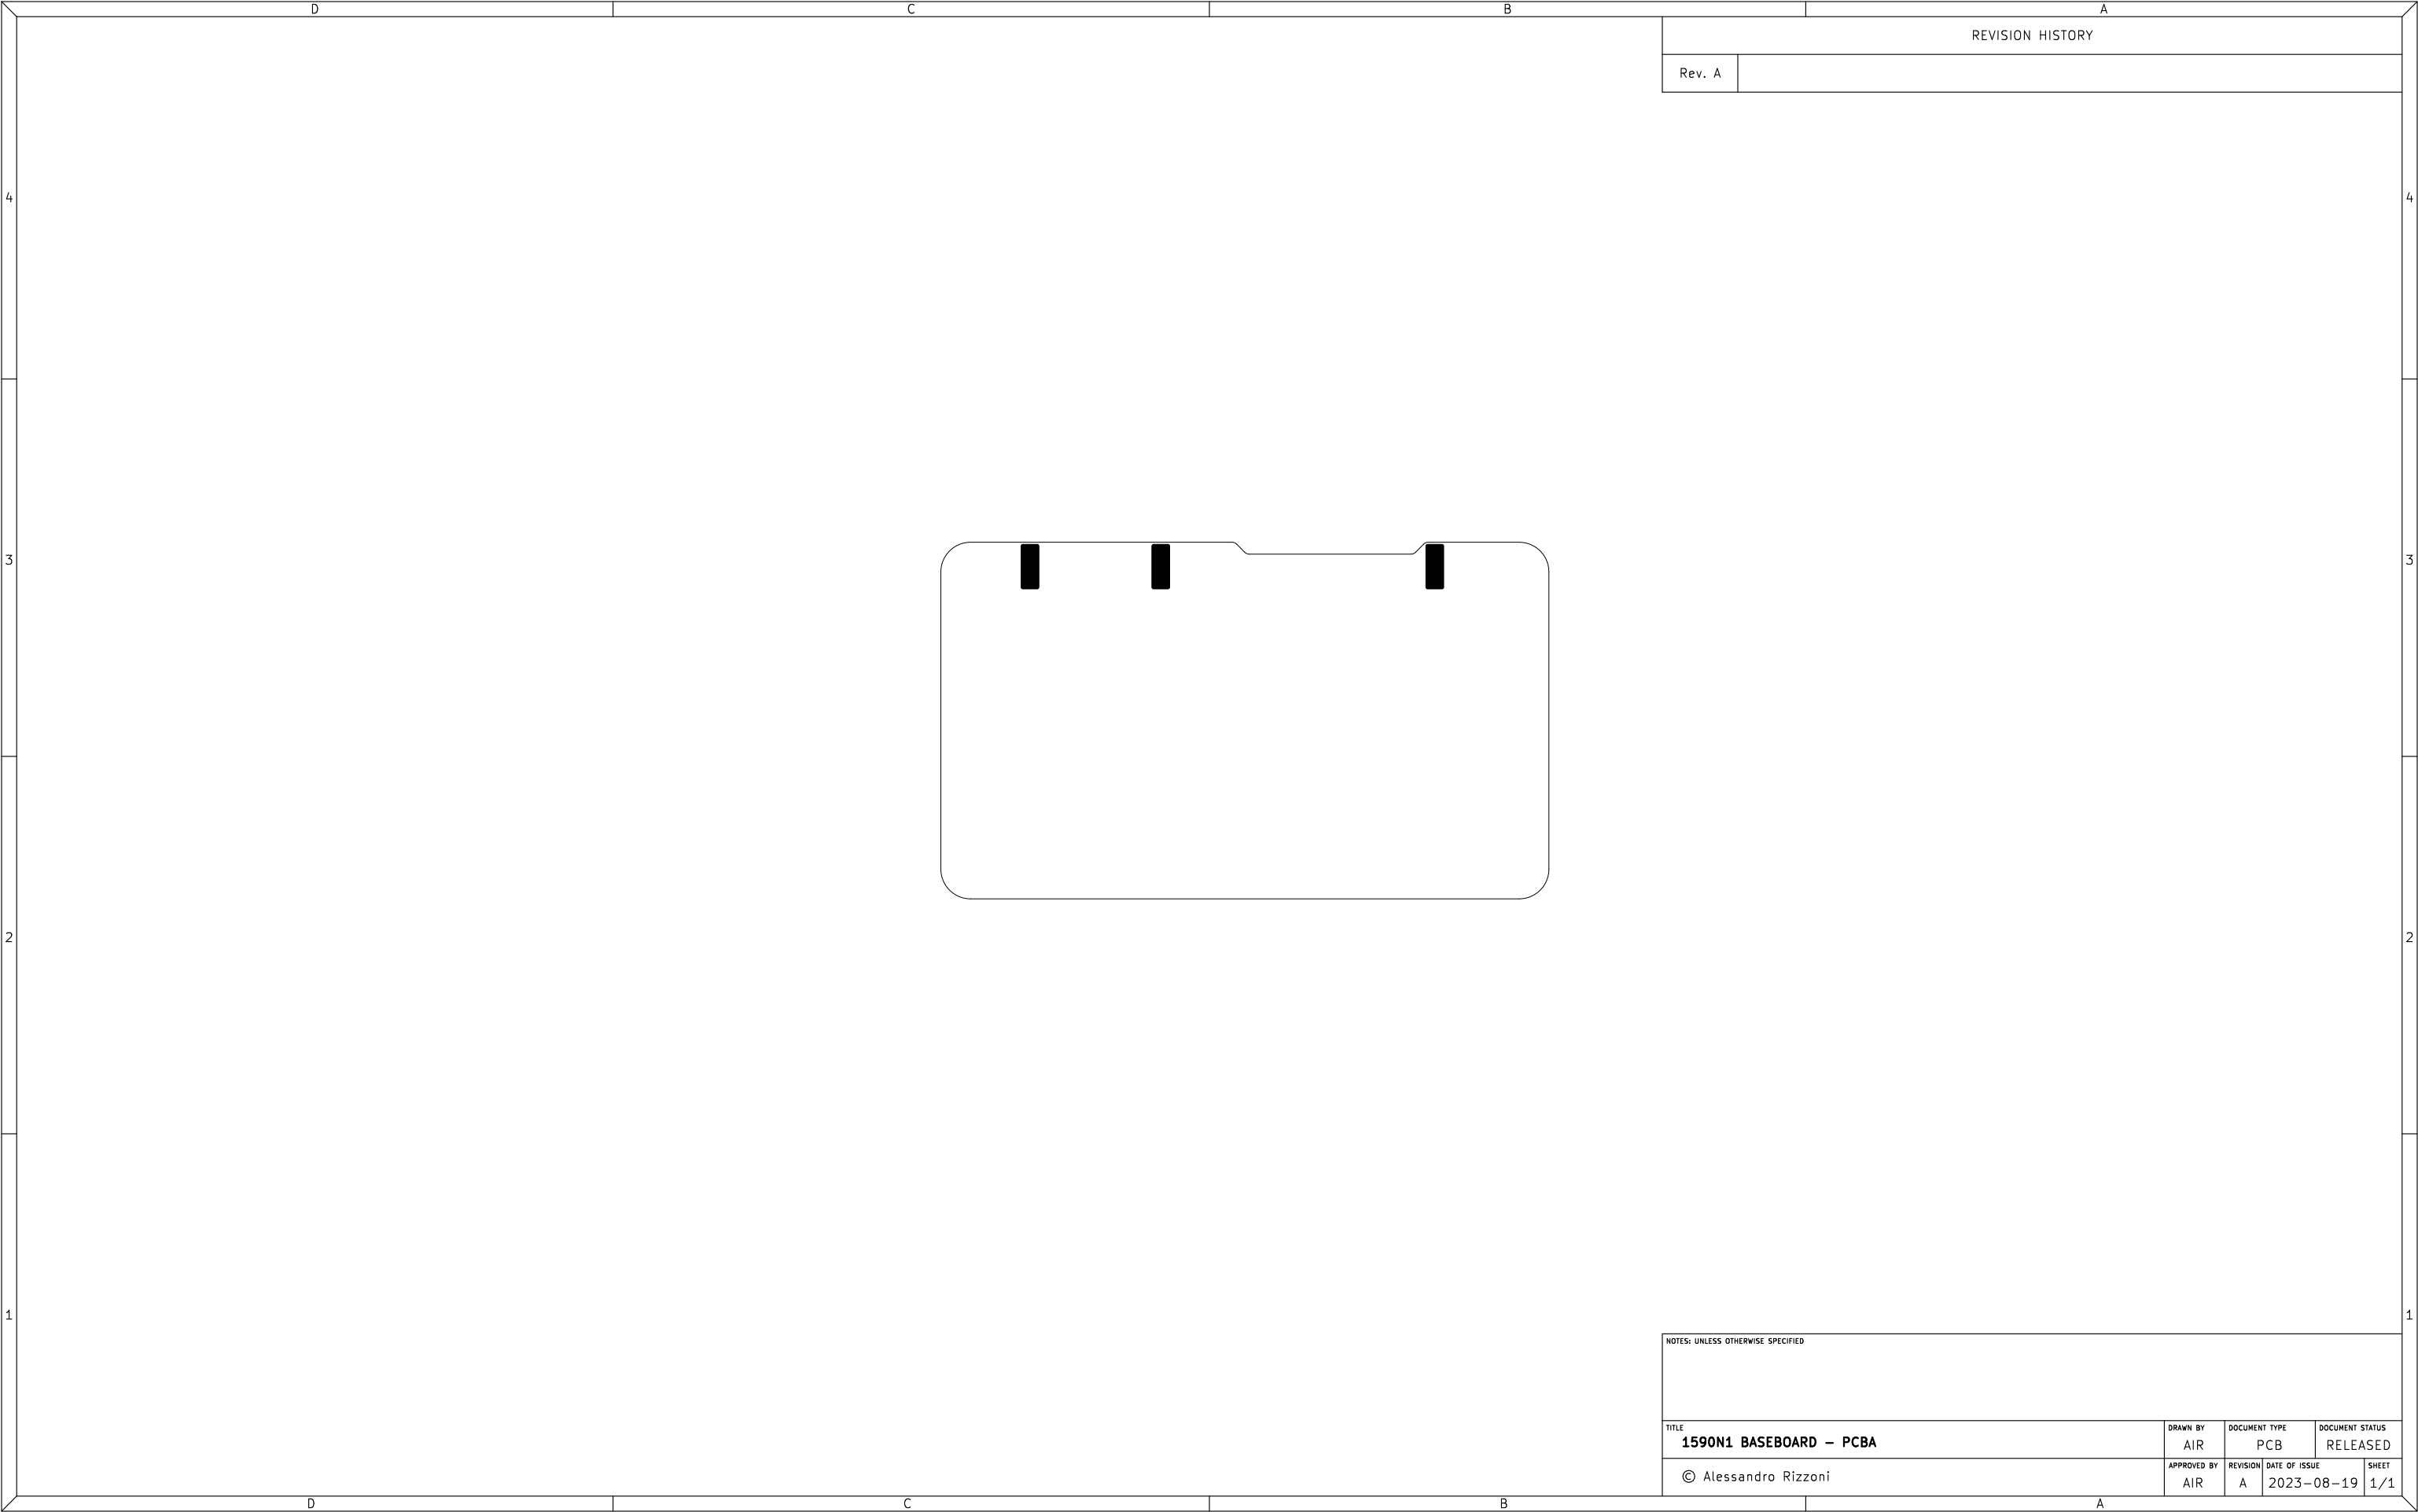 D C B A
REVISION HISTORY
Rev. A
4 4
3 3
2 2
1 1
NOTES: UNLESS OTHERWISE SPECIFIED
TITLE
1590N1 BASEBOARD - PCBA
DRAWN BY
AIR
DOCUMENT TYPE
PCB
DOCUMENT STATUS
RELEASED
© Alessandro Rizzoni
APPROVED BY
AIR
REVISION
A
DATE OF ISSUE
2023-08-19
SHEET
1/1
D C B A